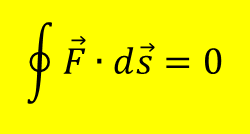 ∮ F⃗ · ds⃗ = 0